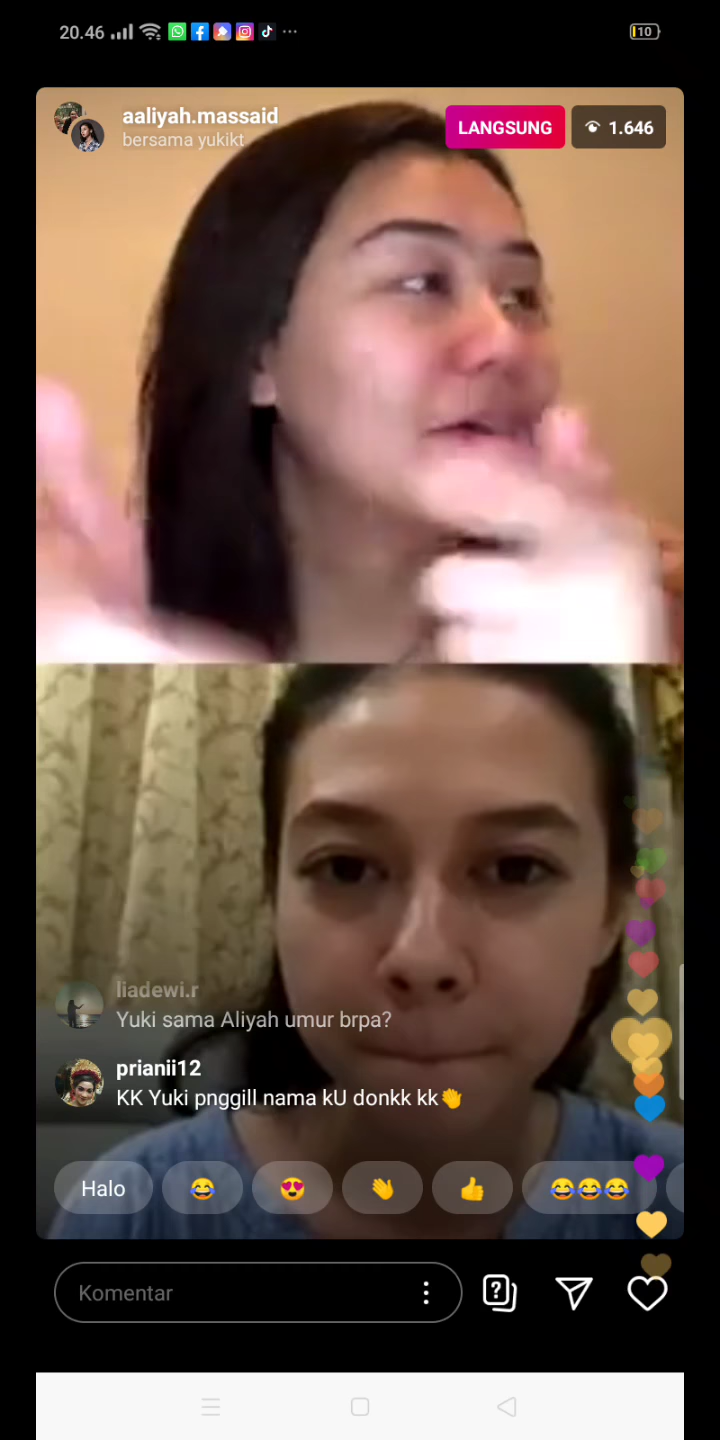 20.46
10
aaliyah.massaid
bersama yukikt
LANGSUNG
1.646
liadewi.r
Yuki sama Aliyah umur brpa?
prianii12
KK Yuki pnggill nama kU donkk kk👏
Halo
Komentar